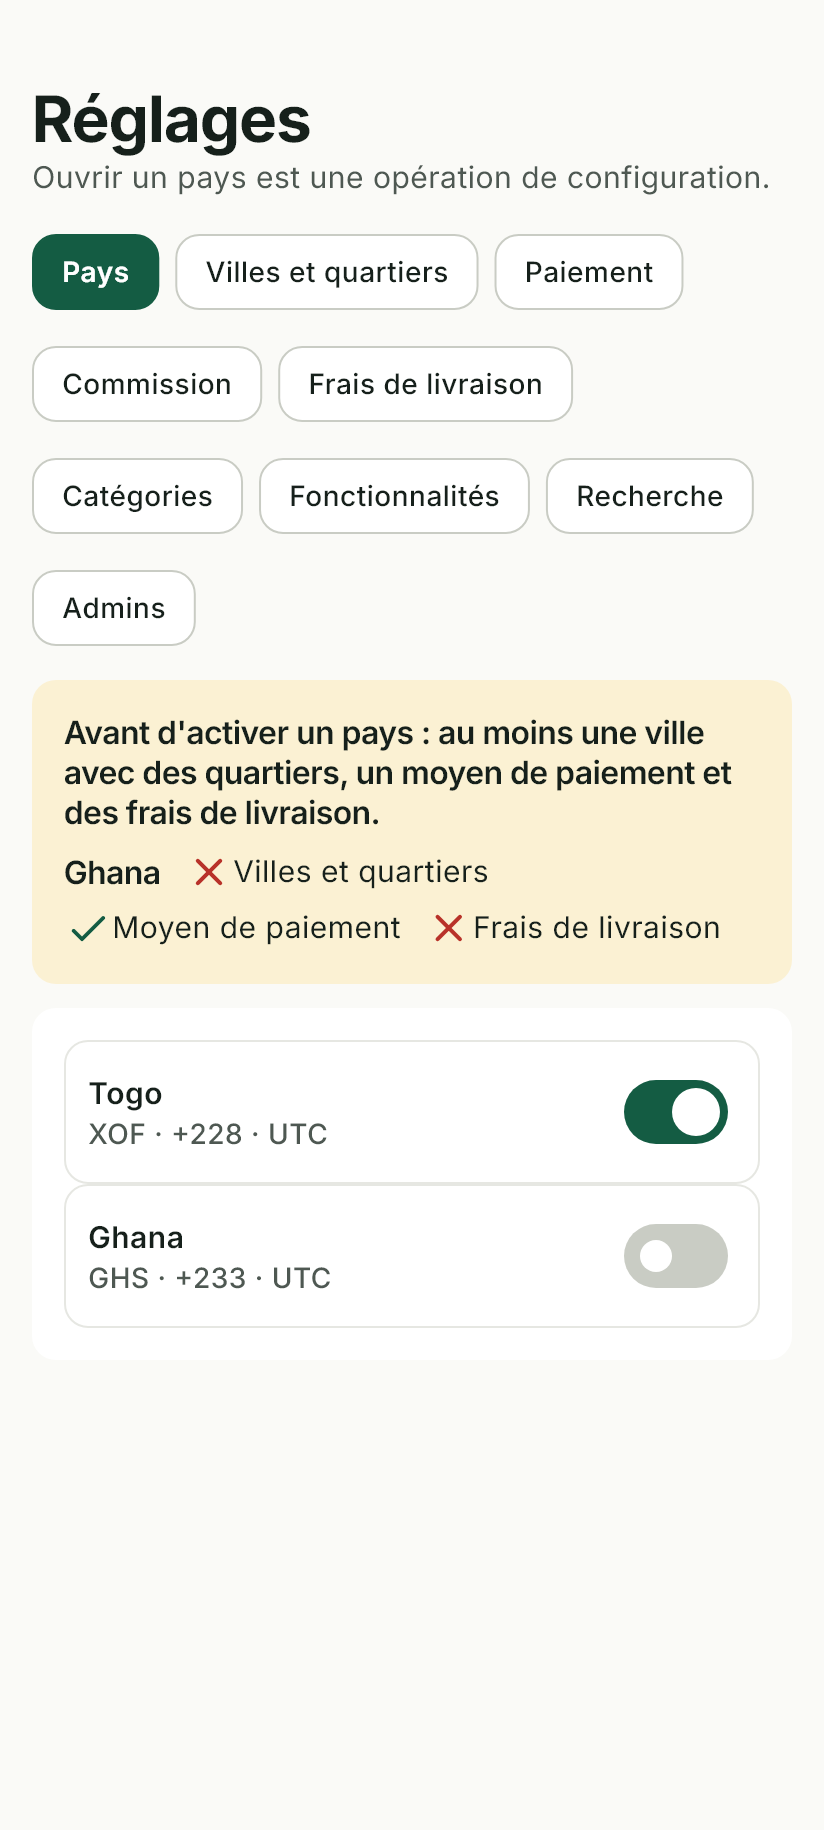 Réglages
Ouvrir un pays est une opération de configuration.
Pays Villes et quartiers Paiement
Commission Frais de livraison
Catégories Fonctionnalités Recherche
Admins
Avant d'activer un pays : au moins une ville
avec des quartiers, un moyen de paiement et
des frais de livraison.
Ghana Villes et quartiers
Moyen de paiement Frais de livraison
Togo
XOF · +228 · UTC
Ghana
GHS · +233 · UTC